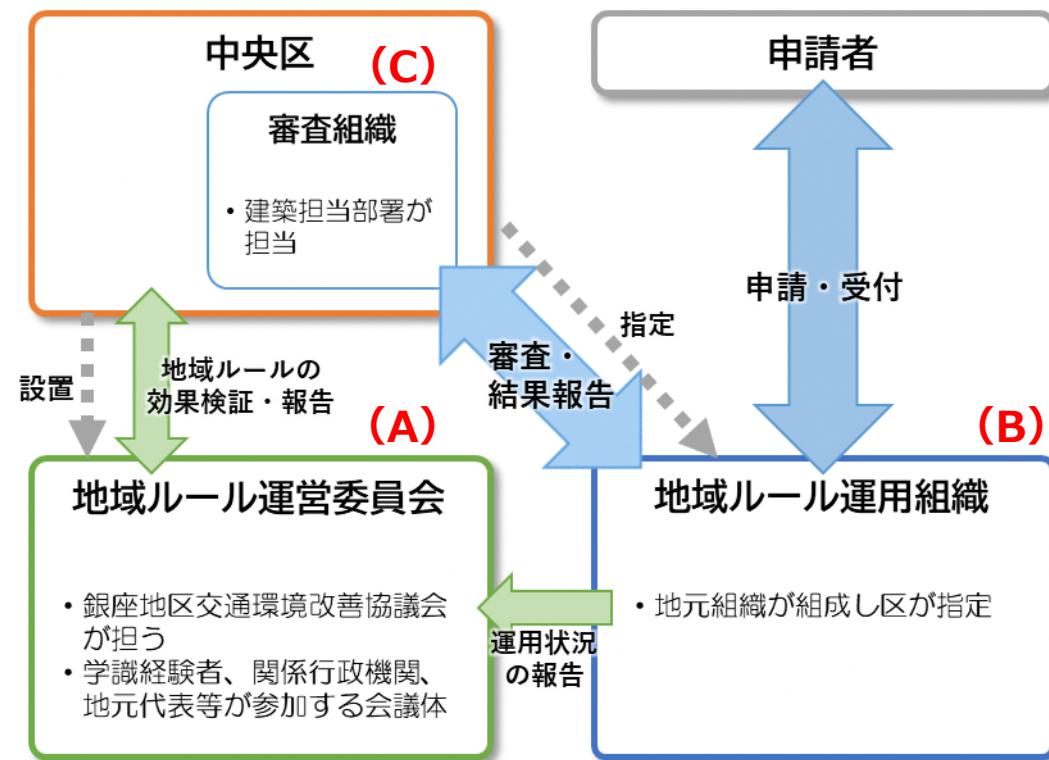 中央区
(C)
審査組織
・建築担当部署が
担当
申請者
申請・受付
指定
審査・
結果報告
設置
地域ルールの
効果検証・報告
(A)
地域ルール運営委員会
・銀座地区交通環境改善協議会
が担う
・学識経験者、関係行政機関、
地元代表等が参加する会議体
運用状況
の報告
(B)
地域ルール運用組織
・地元組織が組成し区が指定